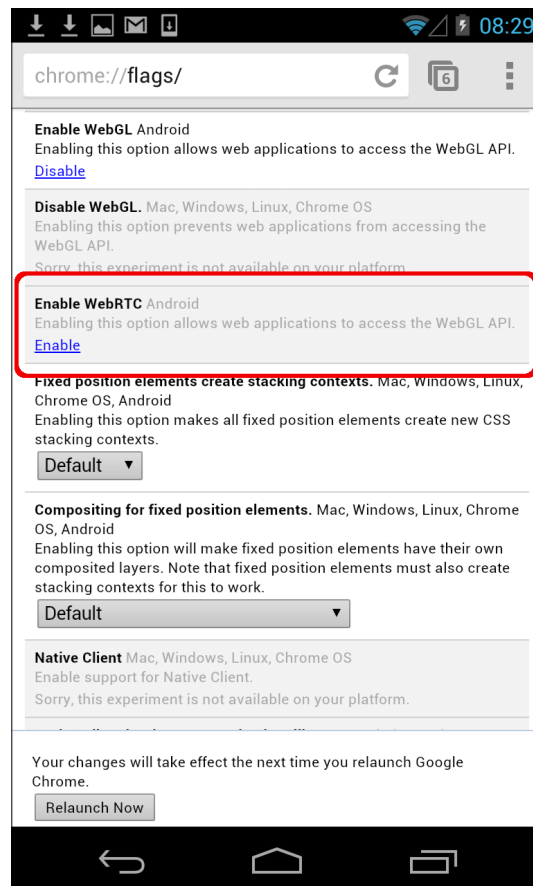 08:29
chrome://flags/
6
Enable WebGL Android
Enabling this option allows web applications to access the WebGL API.
Disable
Disable WebGL. Mac, Windows, Linux, Chrome OS
Enabling this option prevents web applications from accessing the
WebGL API.
Sorry, this experiment is not available on your platform.
Enable WebRTC Android
Enabling this option allows web applications to access the WebGL API.
Enable
Fixed position elements create stacking contexts. Mac, Windows, Linux,
Chrome OS, Android
Enabling this option makes all fixed position elements create new CSS
stacking contexts.
Default
Compositing for fixed position elements. Mac, Windows, Linux, Chrome
OS, Android
Enabling this option will make fixed position elements have their own
composited layers. Note that fixed position elements must also create
stacking contexts for this to work.
Default
Native Client Mac, Windows, Linux, Chrome OS
Enable support for Native Client.
Sorry, this experiment is not available on your platform.
Your changes will take effect the next time you relaunch Google
Chrome.
Relaunch Now